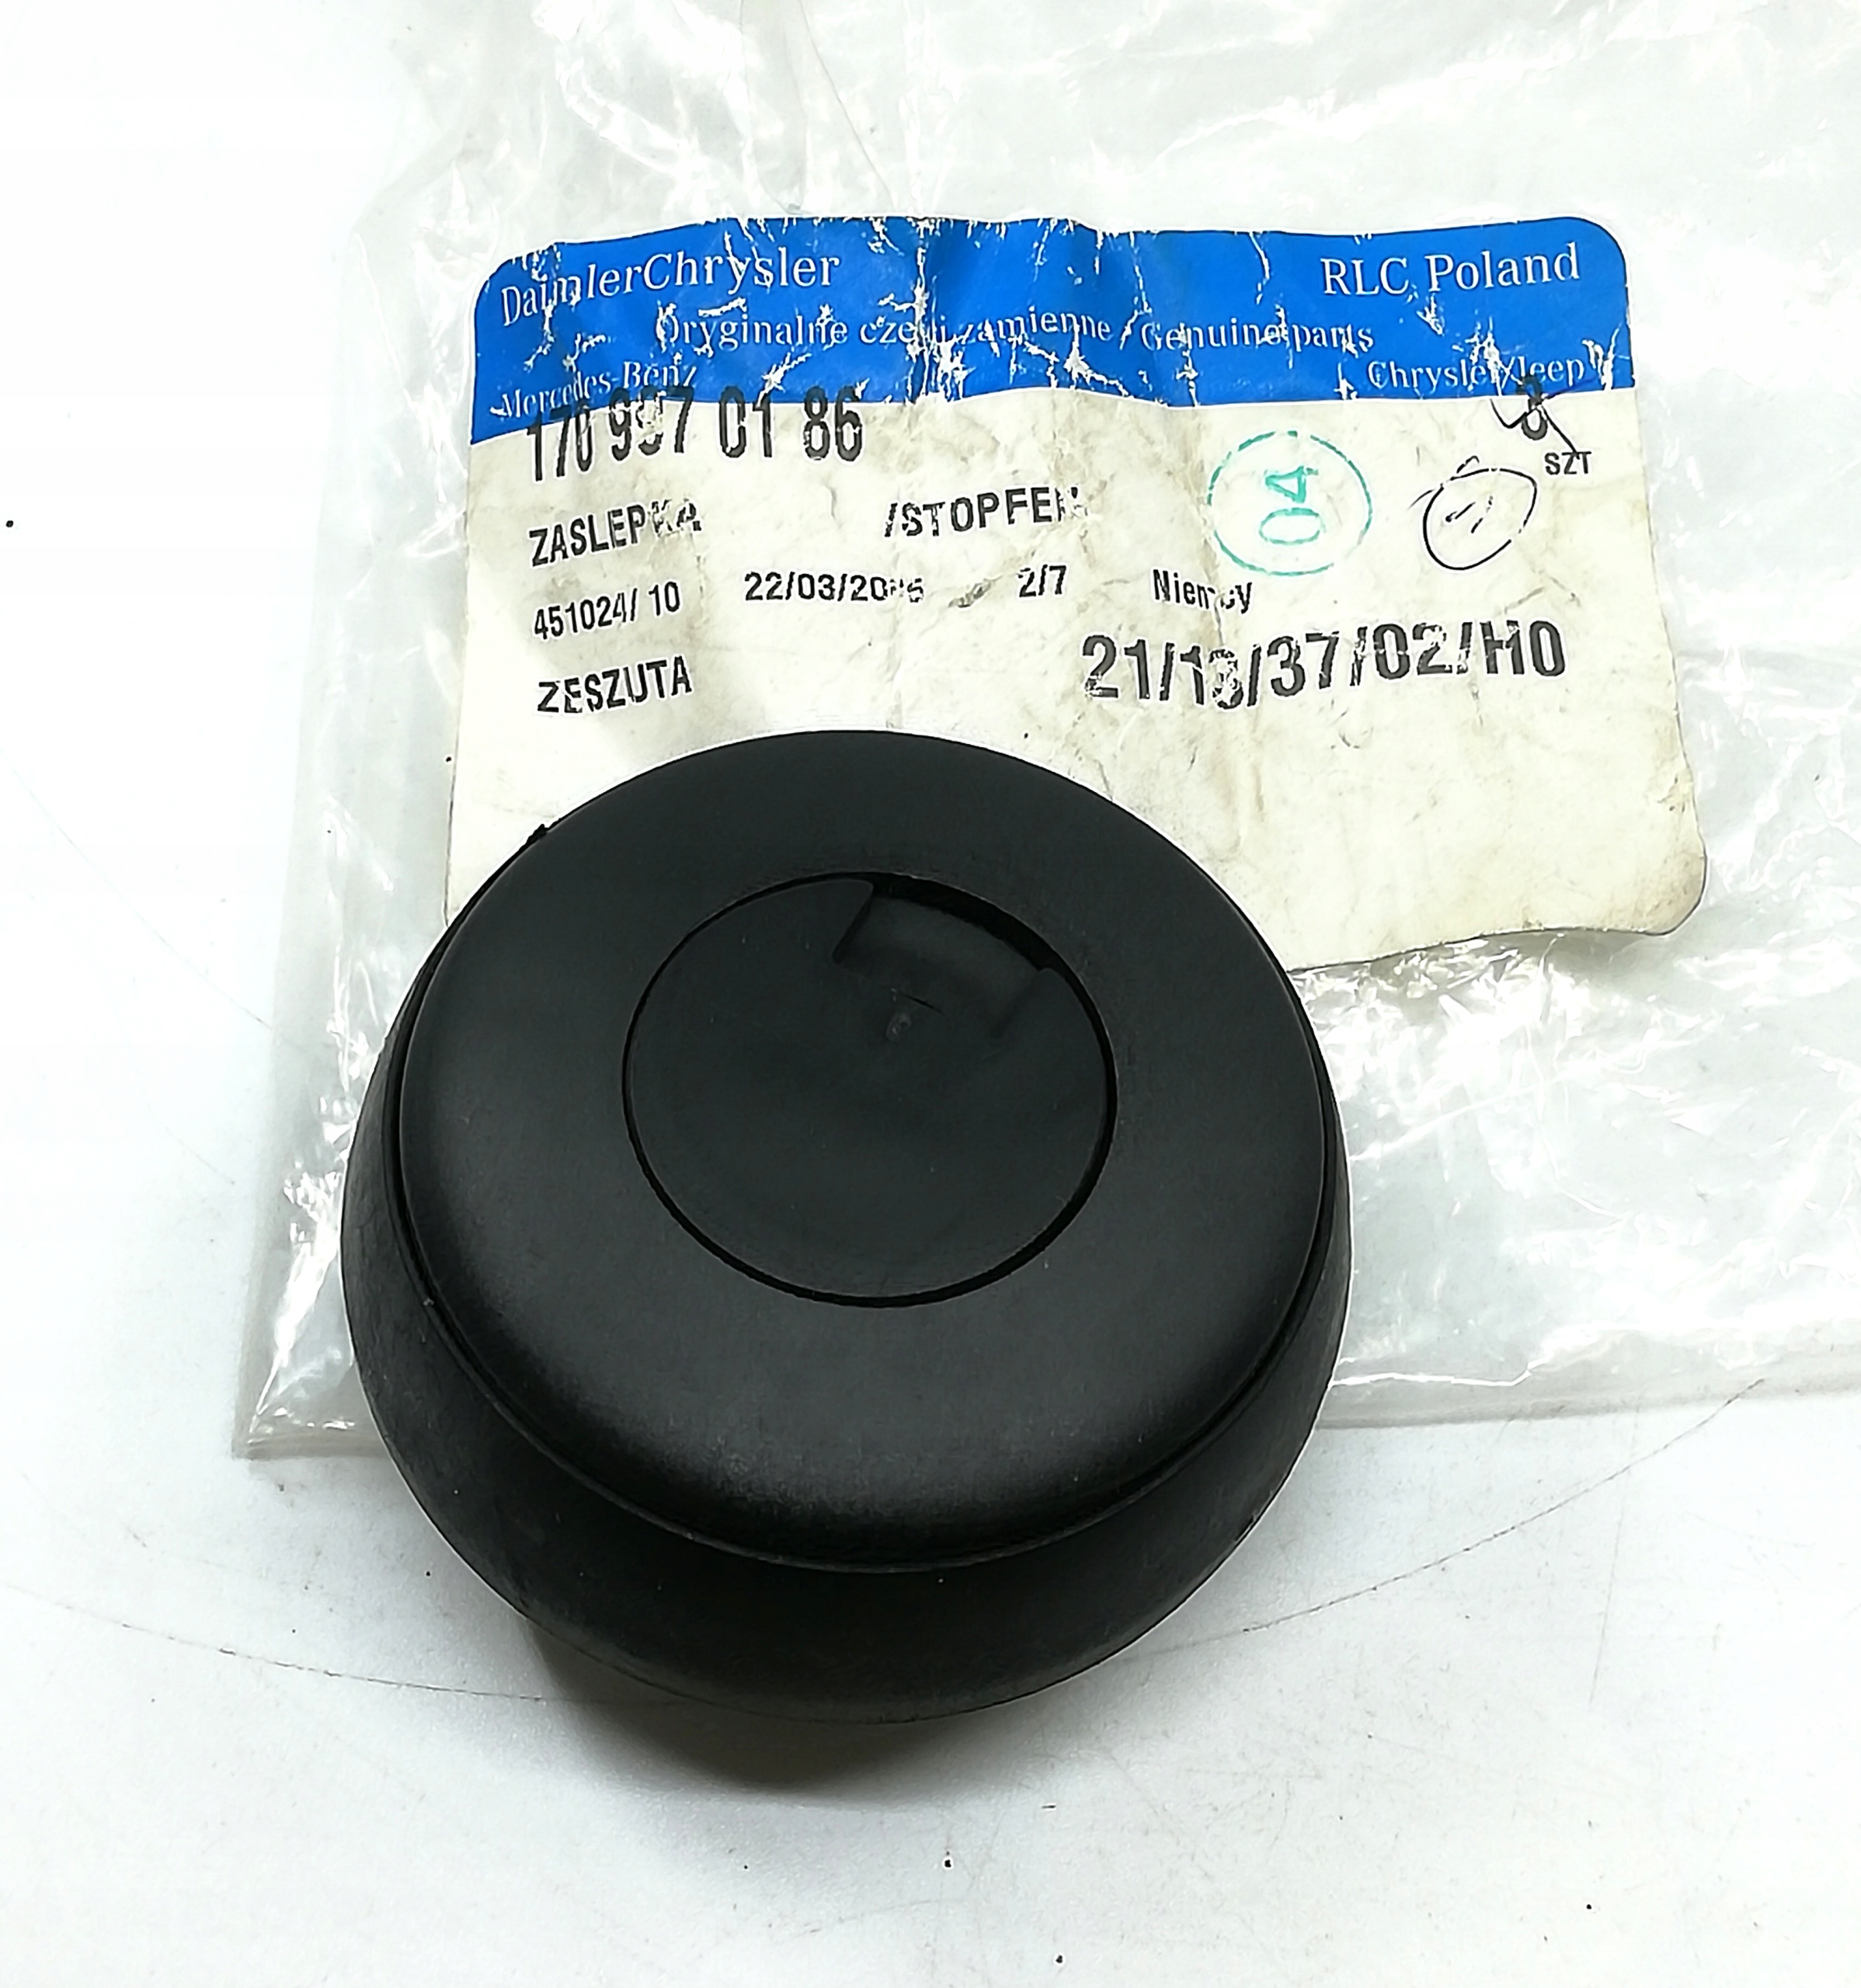 DaimlerChrysler RLC Poland
Oryginalne części zamienne / Genuine parts
Mercedes-Benz Chrysler/Jeep
170 997 01 86
SZT
ZASLEPKA /STOPFEN
04
451024/ 10 22/03/2006 2/7 Niemcy
21/13/37/02/H0
ZESZUTA